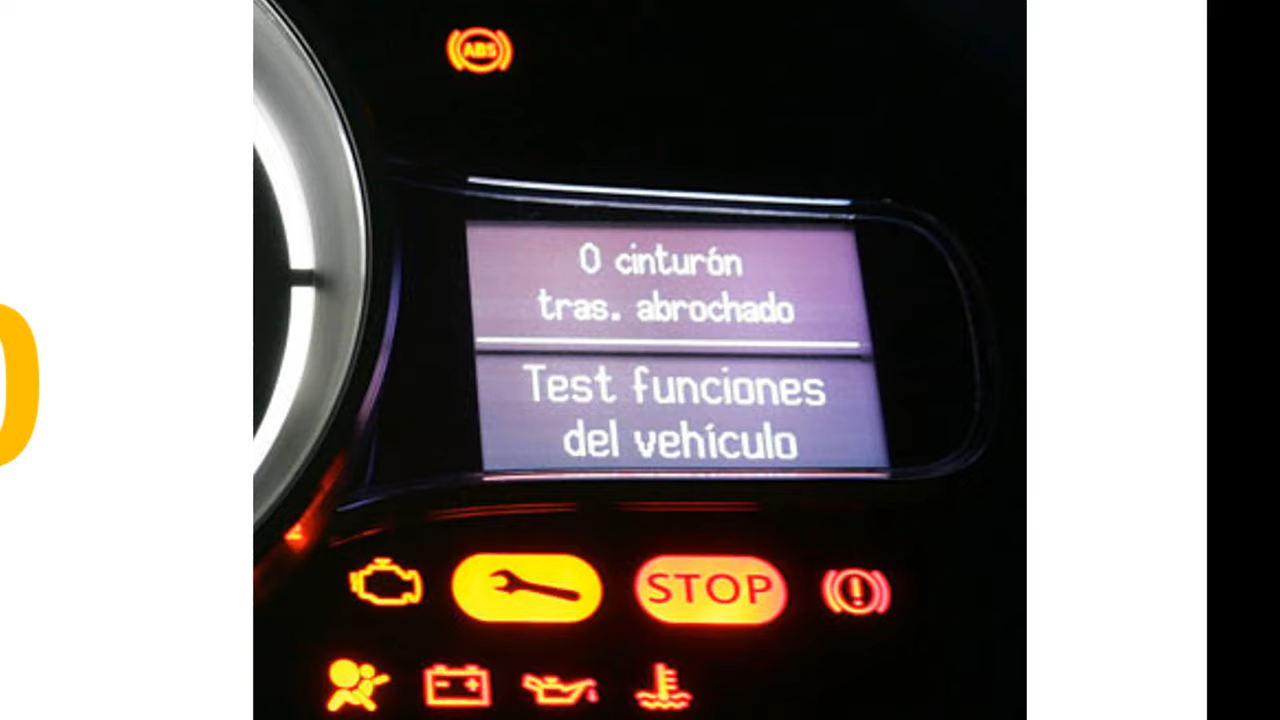 ABS
0 cinturón
tras. abrochado
Test funciones
del vehículo
STOP